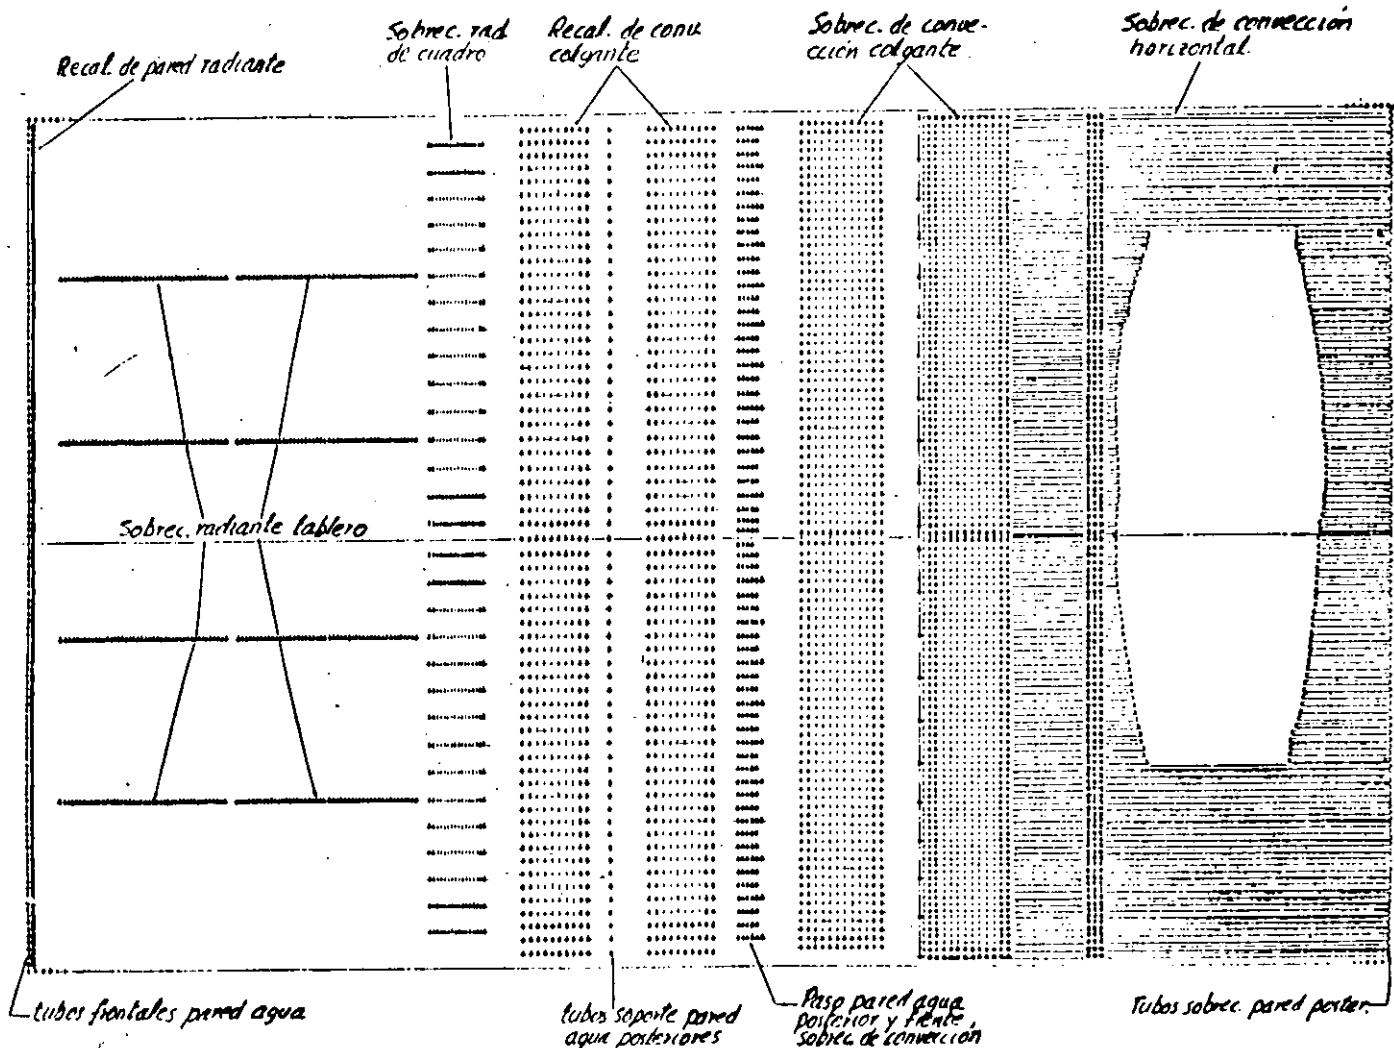 Recal. de pared radiante
Sobrec. rad
de cuadro
Recal. de conv.
colgante
Sobrec. de conve-
cción colgante
Sobrec. de convección
horizontal.
Sobrec. radiante tablero
tubos frontales pared agua
tubos soporte pared
agua posteriores
Paso pared agua
posterior y frente,
sobrec. de convección
Tubos sobrec. pared poster.